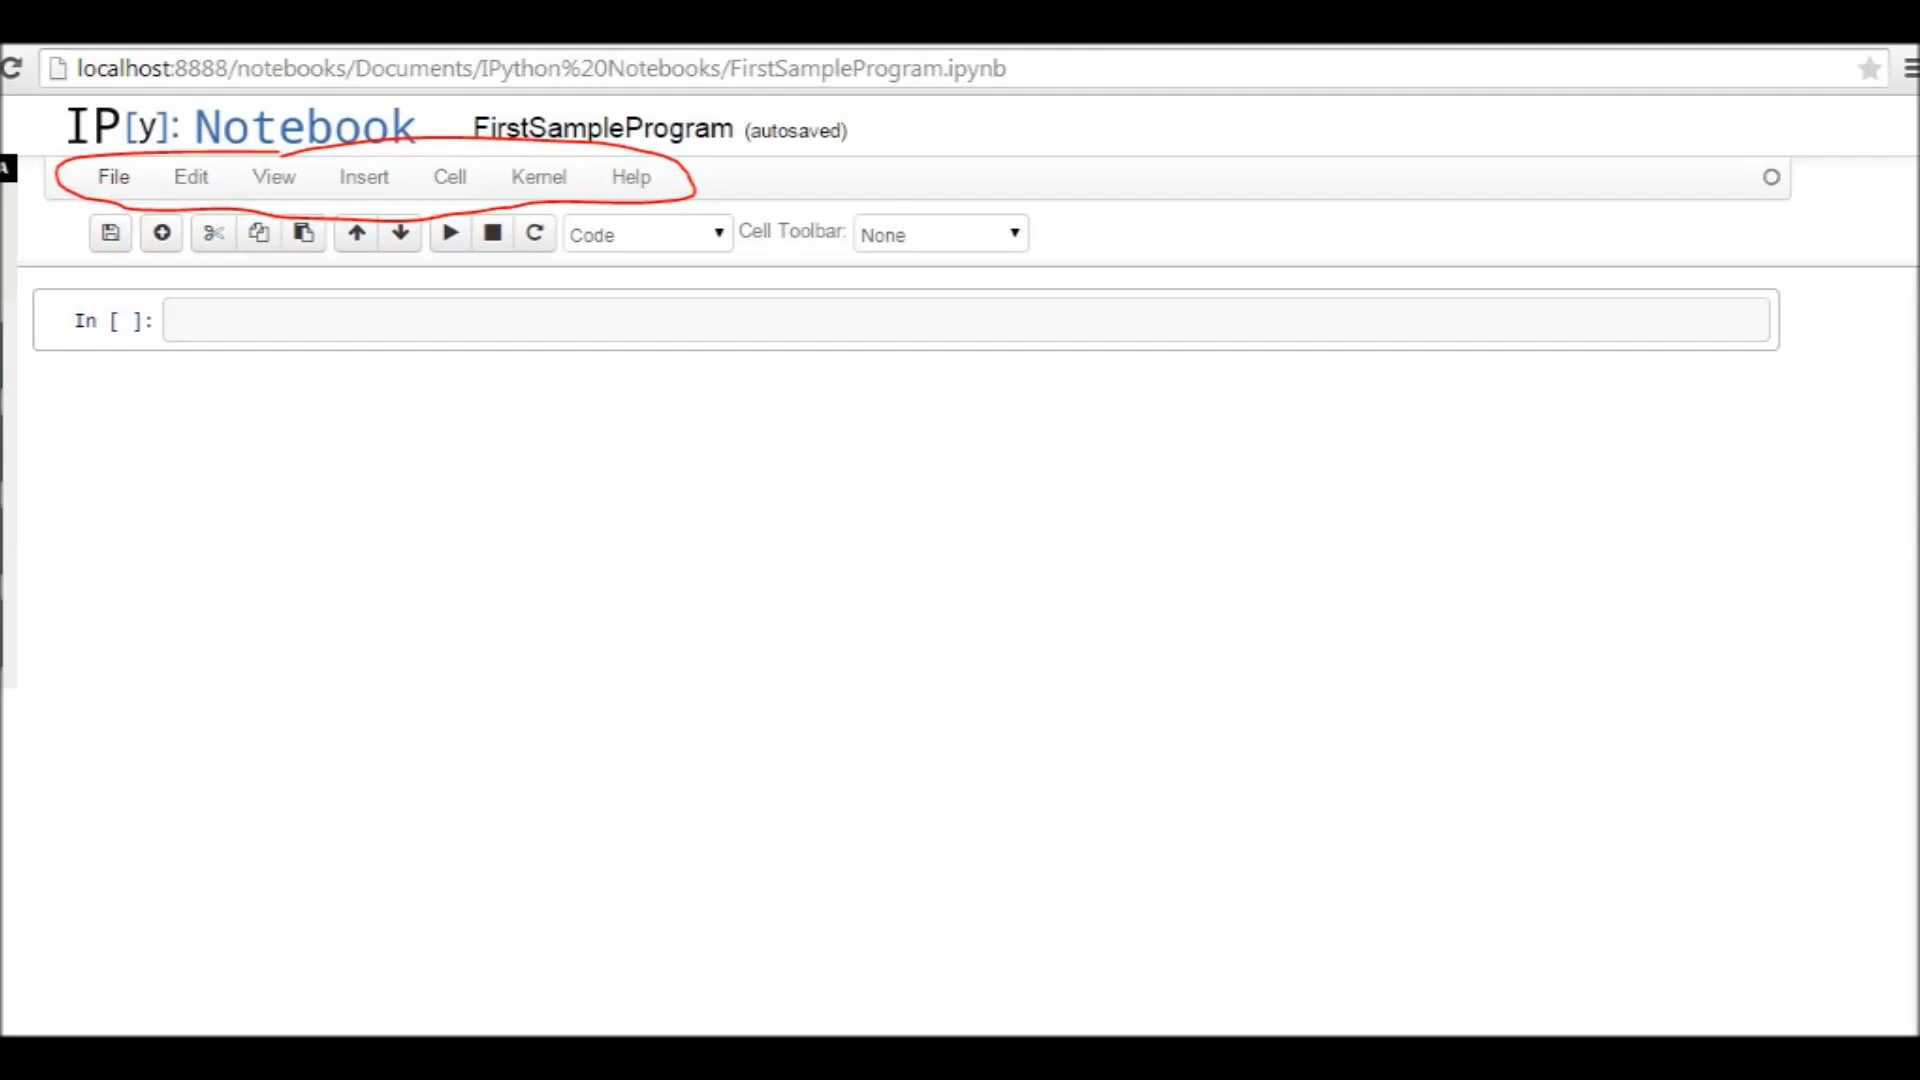 localhost:8888/notebooks/Documents/IPython%20Notebooks/FirstSampleProgram.ipynb
IP[y]: Notebook FirstSampleProgram (autosaved)
File Edit View Insert Cell Kernel Help
Code Cell Toolbar: None
In [ ]: